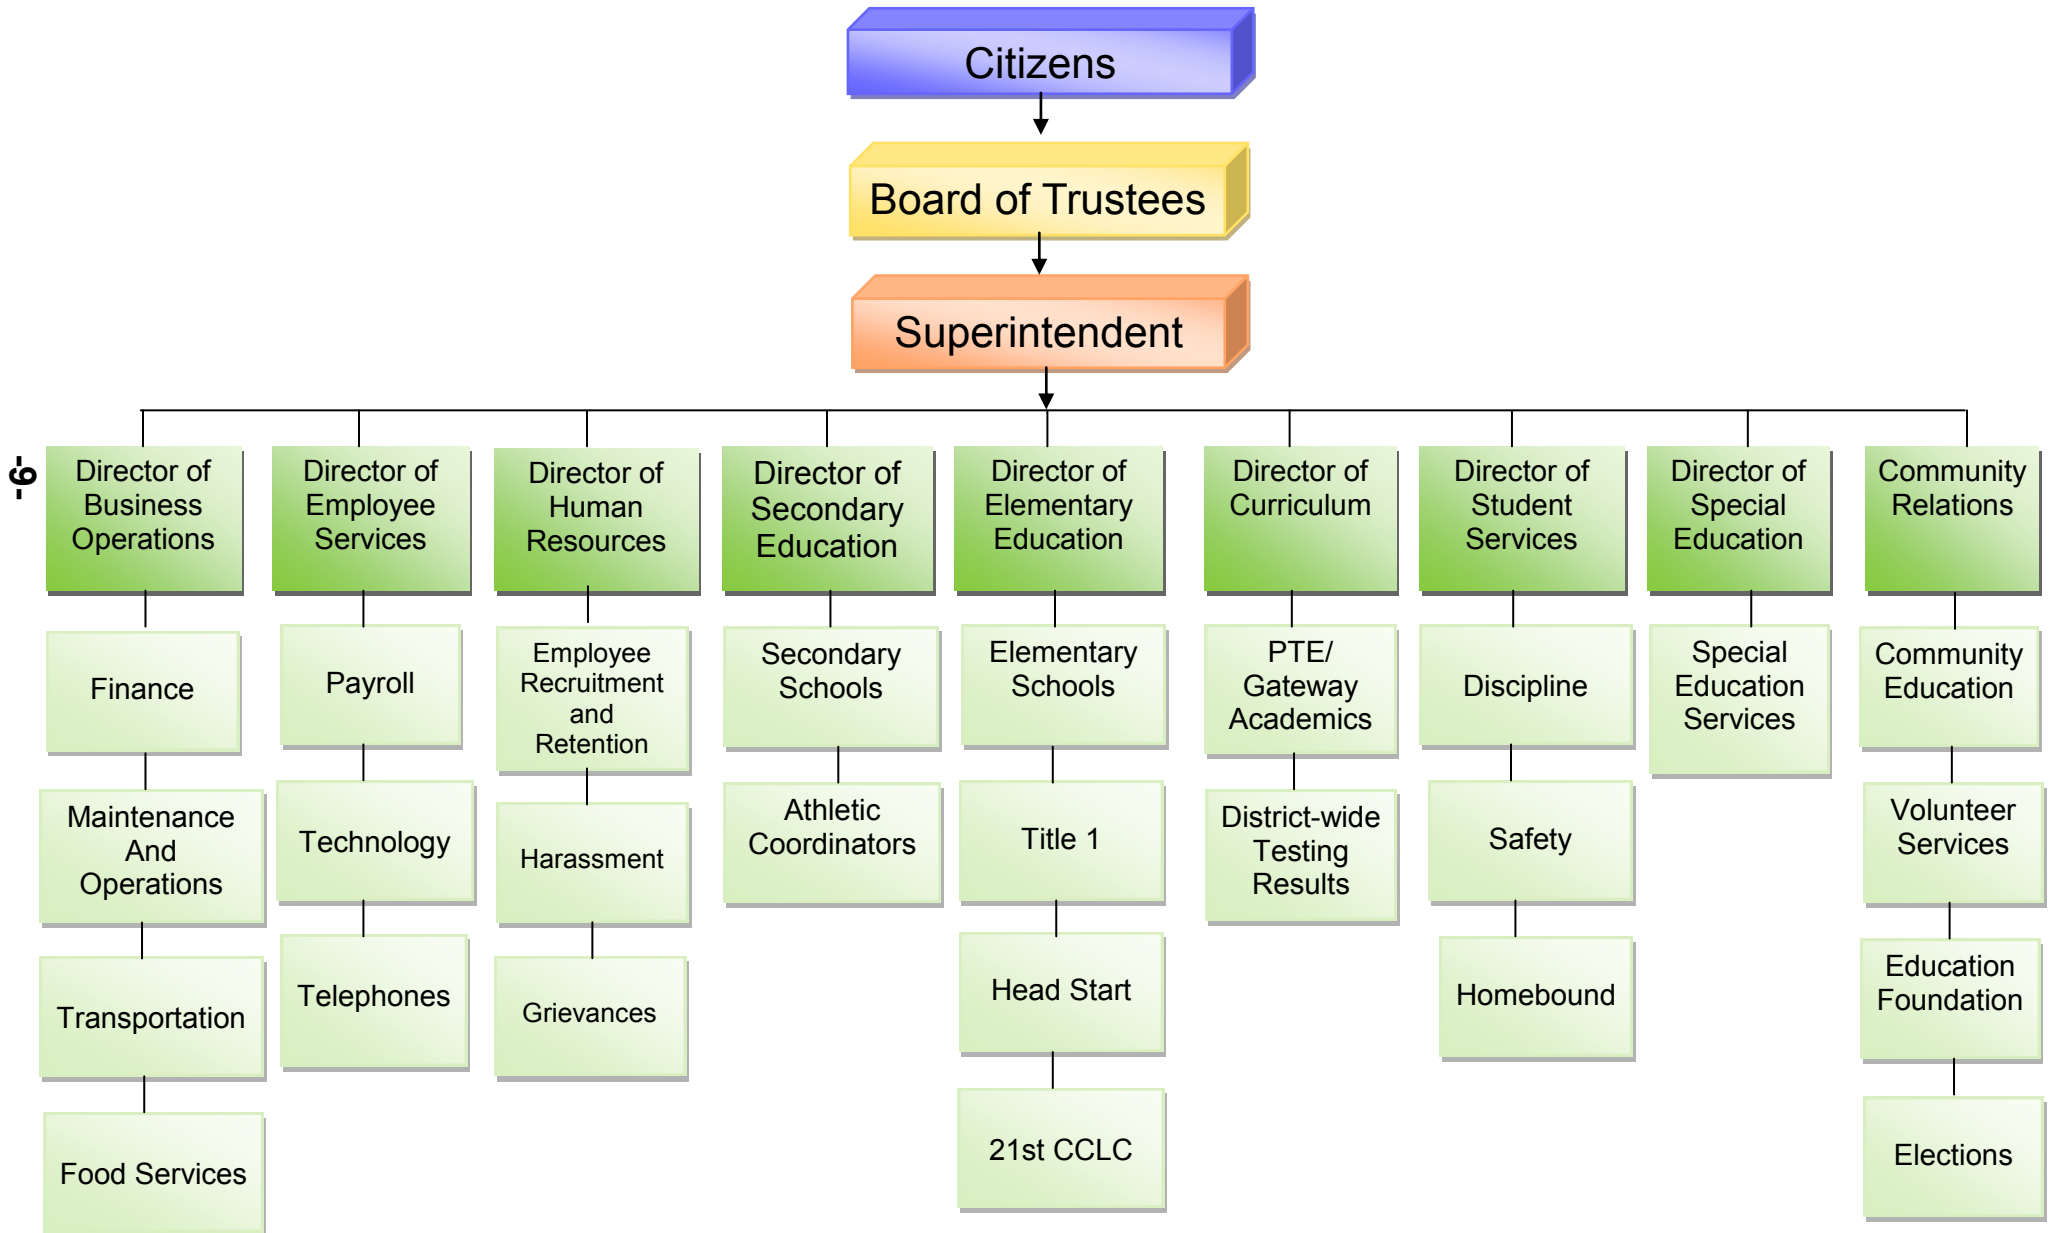 Citizens
Board of Trustees
Superintendent
-9-
Director of
Business
Operations
Director of
Employee
Services
Director of
Human
Resources
Director of
Secondary
Education
Director of
Elementary
Education
Director of
Curriculum
Director of
Student
Services
Director of
Special
Education
Community
Relations
Finance
Payroll
Employee
Recruitment
and
Retention
Secondary
Schools
Elementary
Schools
PTE/
Gateway
Academics
Discipline
Special
Education
Services
Community
Education
Maintenance
And
Operations
Technology
Harassment
Athletic
Coordinators
Title 1
District-wide
Testing
Results
Safety
Volunteer
Services
Transportation
Telephones
Grievances
Head Start
Homebound
Education
Foundation
Food Services
21st CCLC
Elections